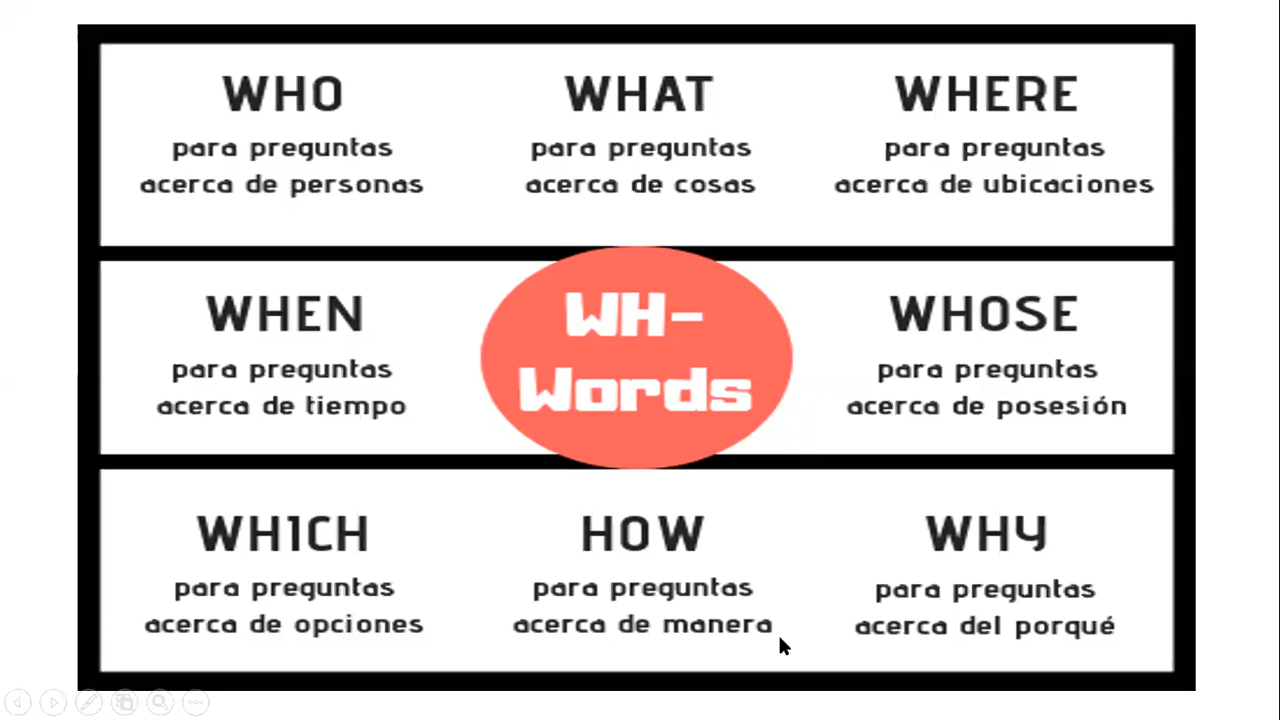 WHO
para preguntas
acerca de personas
WHAT
para preguntas
acerca de cosas
WHERE
para preguntas
acerca de ubicaciones
WHEN
para preguntas
acerca de tiempo
WH-
Words
WHOSE
para preguntas
acerca de posesión
WHICH
para preguntas
acerca de opciones
HOW
para preguntas
acerca de manera
WHY
para preguntas
acerca del porqué